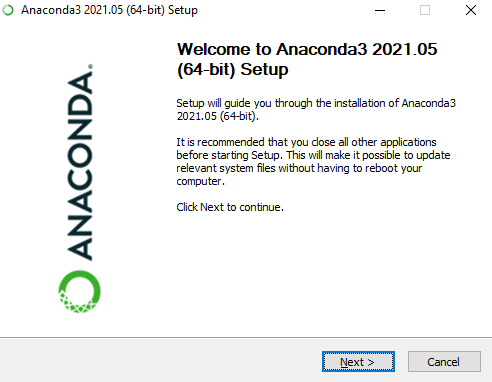 Anaconda3 2021.05 (64-bit) Setup
Welcome to Anaconda3 2021.05
(64-bit) Setup
Setup will guide you through the installation of Anaconda3
2021.05 (64-bit).
It is recommended that you close all other applications
before starting Setup. This will make it possible to update
relevant system files without having to reboot your
computer.
Click Next to continue.
ANACONDA.
Next >
Cancel